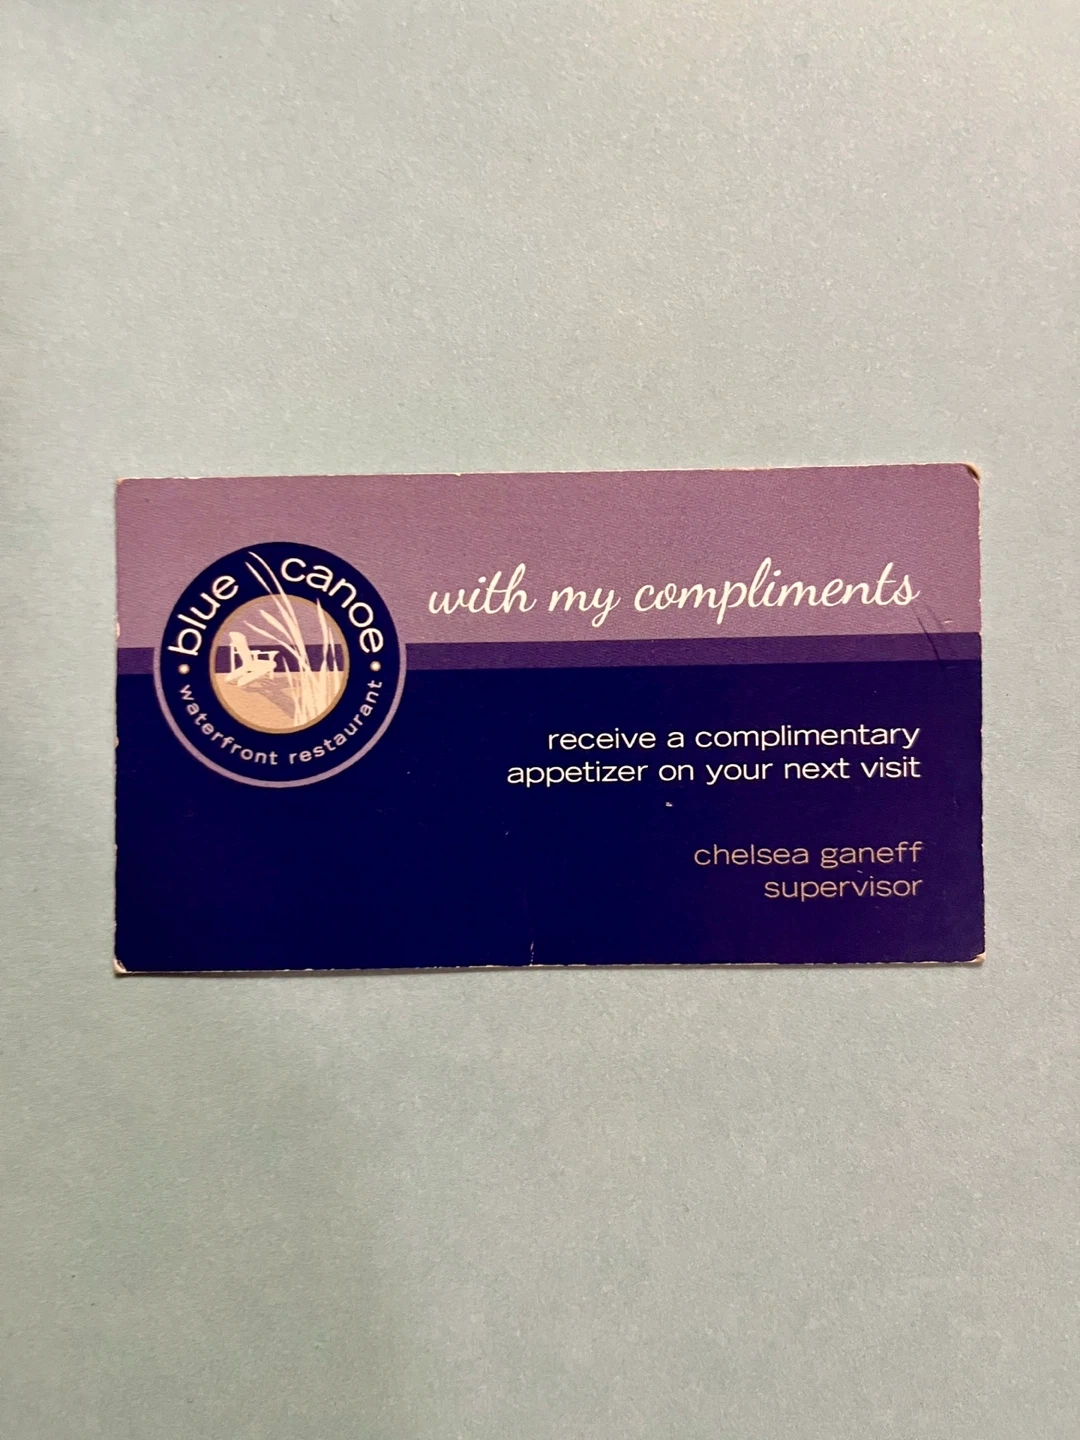 blue canoe
waterfront restaurant
with my compliments
receive a complimentary
appetizer on your next visit
chelsea ganeff
supervisor